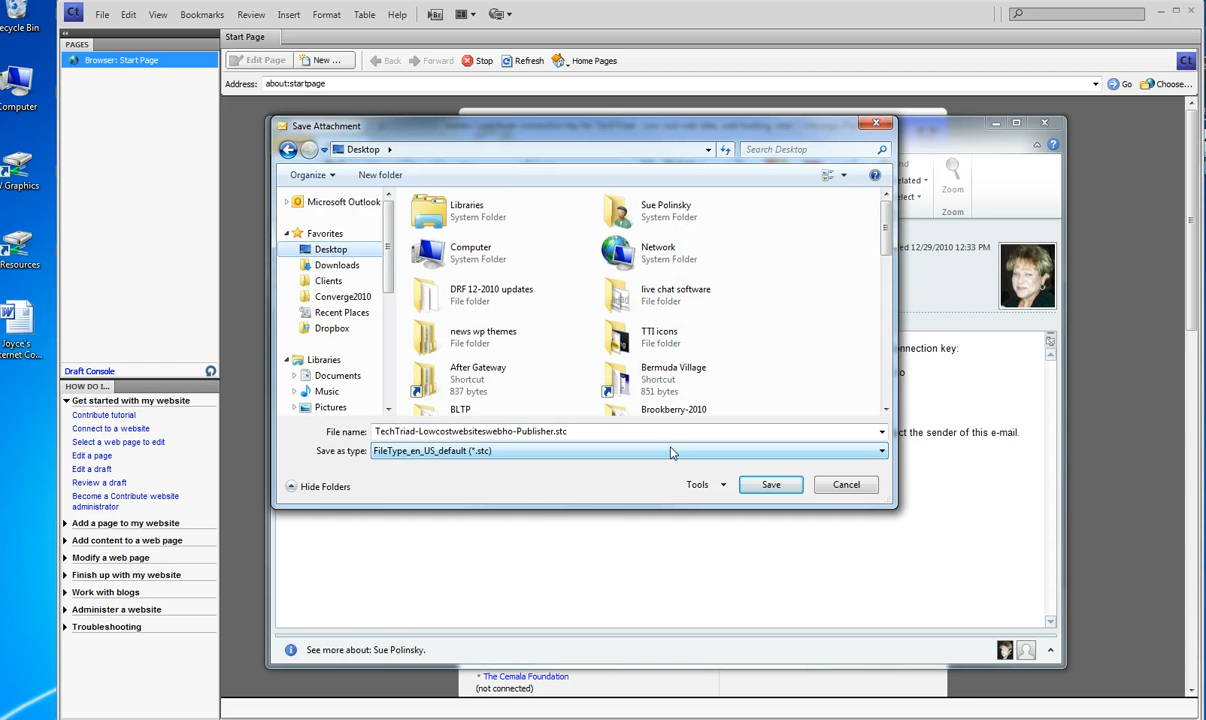 ecycle Bin
Computer
V Graphics
Resources
Joyce's
ternet Co...
Ct
File Edit View Bookmarks Review Insert Format Table Help
PAGES
Browser: Start Page
Draft Console
HOW DO I...
Get started with my website
Contribute tutorial
Connect to a website
Select a web page to edit
Edit a page
Edit a draft
Review a draft
Become a Contribute website
administrator
Add a page to my website
Add content to a web page
Modify a web page
Finish up with my website
Work with blogs
Administer a website
Troubleshooting
Start Page
Edit Page New ... Back Forward Stop Refresh Home Pages
Ct
Address: about:startpage
Go Choose...
Save Attachment
Desktop
Search Desktop
Organize New folder
Microsoft Outlook
Favorites
Desktop
Downloads
Clients
Converge2010
Recent Places
Dropbox
Libraries
Documents
Music
Pictures
Libraries
System Folder
Sue Polinsky
System Folder
Computer
System Folder
Network
System Folder
DRF 12-2010 updates
File folder
live chat software
File folder
news wp themes
File folder
TTI icons
File folder
After Gateway
Shortcut
837 bytes
Bermuda Village
Shortcut
851 bytes
BLTP
Brookberry-2010
File name: TechTriad-Lowcostwebsiteswebho-Publisher.stc
Save as type: FileType_en_US_default (*.stc)
Hide Folders
Tools Save Cancel
nd
elated
elect
Zoom
Zoom
ed 12/29/2010 12:33 PM
nnection key:
o
ct the sender of this e-mail.
See more about: Sue Polinsky.
* The Cemala Foundation
(not connected)